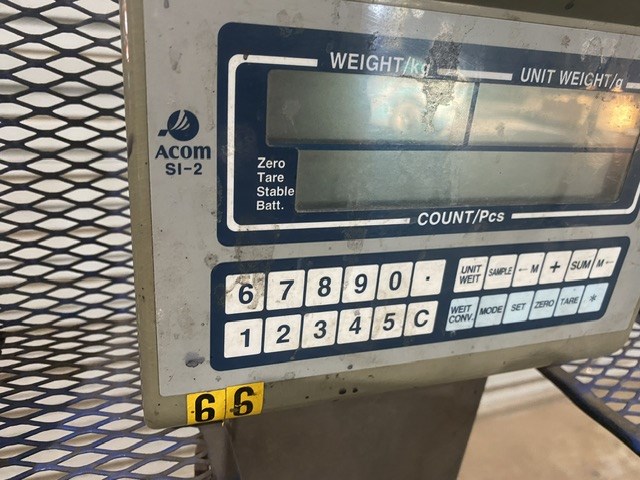 WEIGHT/kg UNIT WEIGHT/g
ACOM
SI-2
Zero
Tare
Stable
Batt.
COUNT/Pcs
6 7 8 9 0 · UNIT WEIT SAMPLE ←M + SUM M←
1 2 3 4 5 C WEIT CONV. MODE SET ZERO TARE *
66